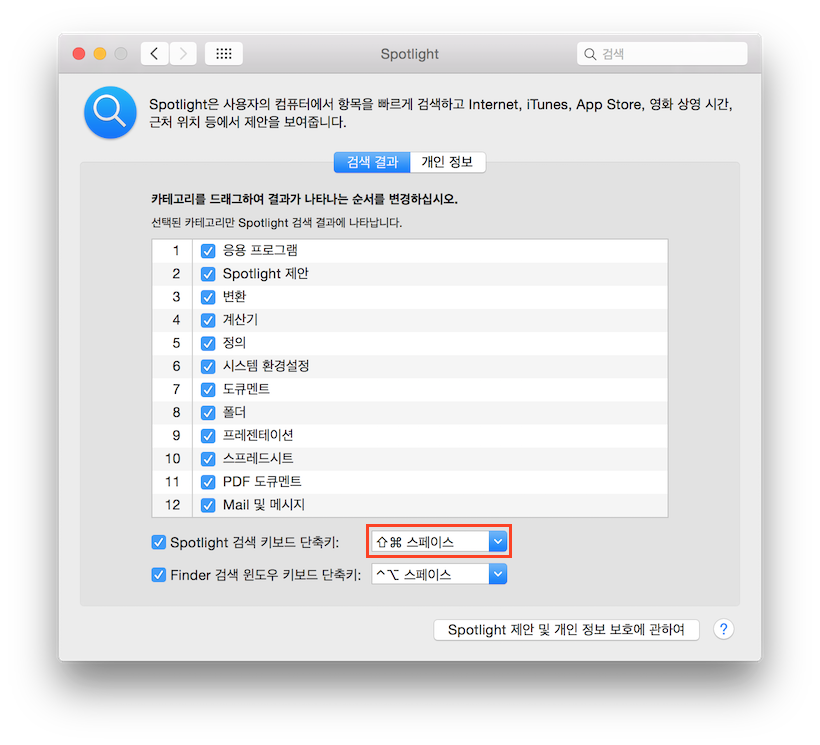 Spotlight
검색
Spotlight은 사용자의 컴퓨터에서 항목을 빠르게 검색하고 Internet, iTunes, App Store, 영화 상영 시간,
근처 위치 등에서 제안을 보여줍니다.
검색 결과 개인 정보
카테고리를 드래그하여 결과가 나타나는 순서를 변경하십시오.
선택된 카테고리만 Spotlight 검색 결과에 나타납니다.
1 응용 프로그램
2 Spotlight 제안
3 변환
4 계산기
5 정의
6 시스템 환경설정
7 도큐멘트
8 폴더
9 프레젠테이션
10 스프레드시트
11 PDF 도큐멘트
12 Mail 및 메시지
Spotlight 검색 키보드 단축키: ⇧⌘ 스페이스
Finder 검색 윈도우 키보드 단축키: ^⌥ 스페이스
Spotlight 제안 및 개인 정보 보호에 관하여 ?